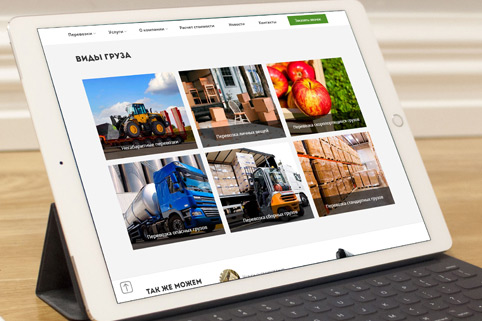 Перевозки Услуги О компании Расчет стоимости Новости Контакты Заказать звонок
ВИДЫ ГРУЗА
Негабаритные перевозки Перевозка личных вещей Перевозка скоропортящихся грузов
Перевозка опасных грузов Перевозка сборных грузов Перевозка стандартных грузов
ТАК ЖЕ МОЖЕМ